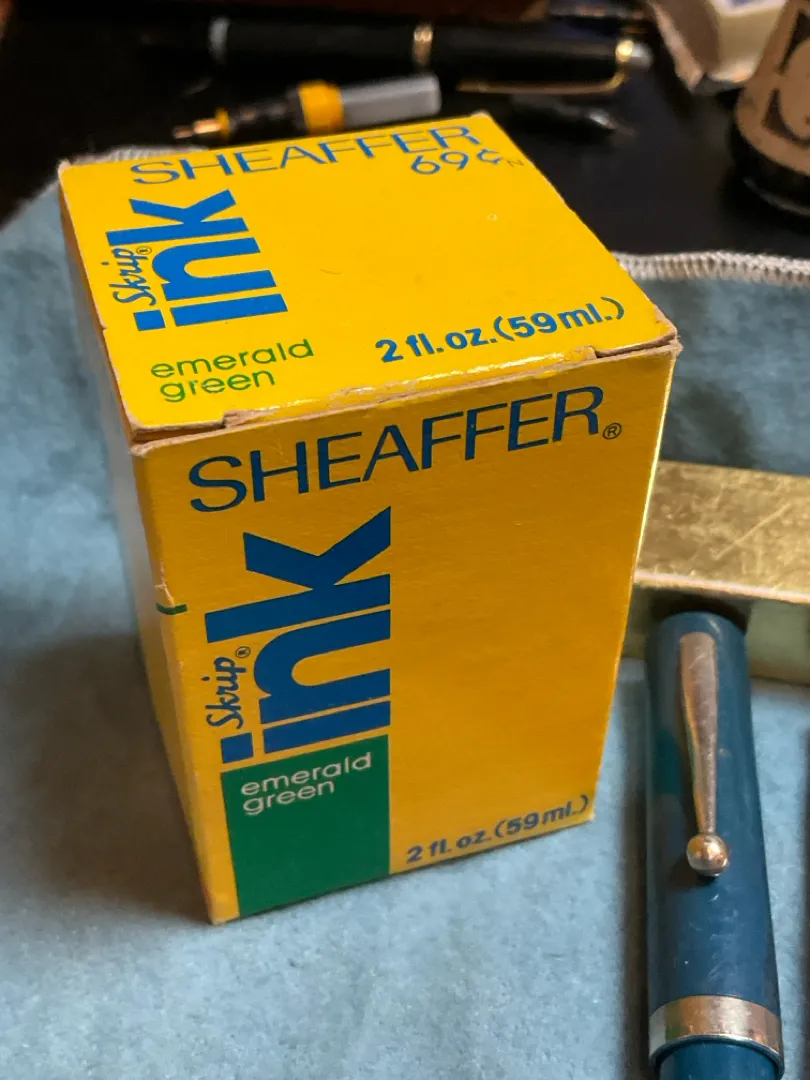 SHEAFFER
69¢N
Skrip®
ink
emerald
green
2 fl. oz. (59 ml.)
SHEAFFER®
Skrip®
ink
emerald
green
2 fl. oz. (59 ml.)